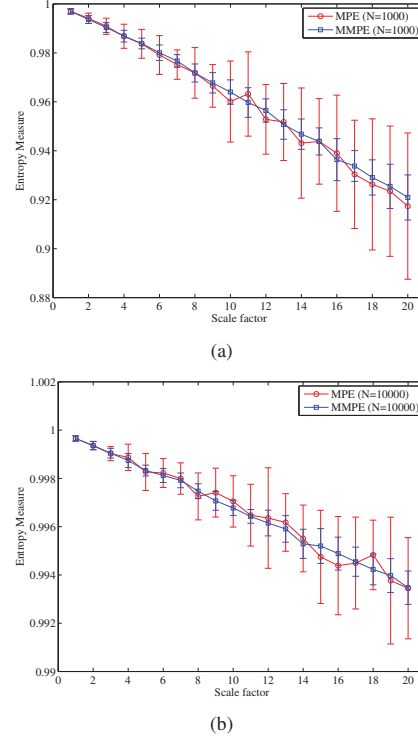 1
0.98
0.96
0.94
0.92
0.9
0.88
Entropy Measure
MPE (N=1000)
MMPE (N=1000)
0 2 4 6 8 10 12 14 16 18 20
Scale factor
(a)
1.002
1
0.998
0.996
0.994
0.992
0.99
Entropy Measure
MPE (N=10000)
MMPE (N=10000)
0 2 4 6 8 10 12 14 16 18 20
Scale factor
(b)